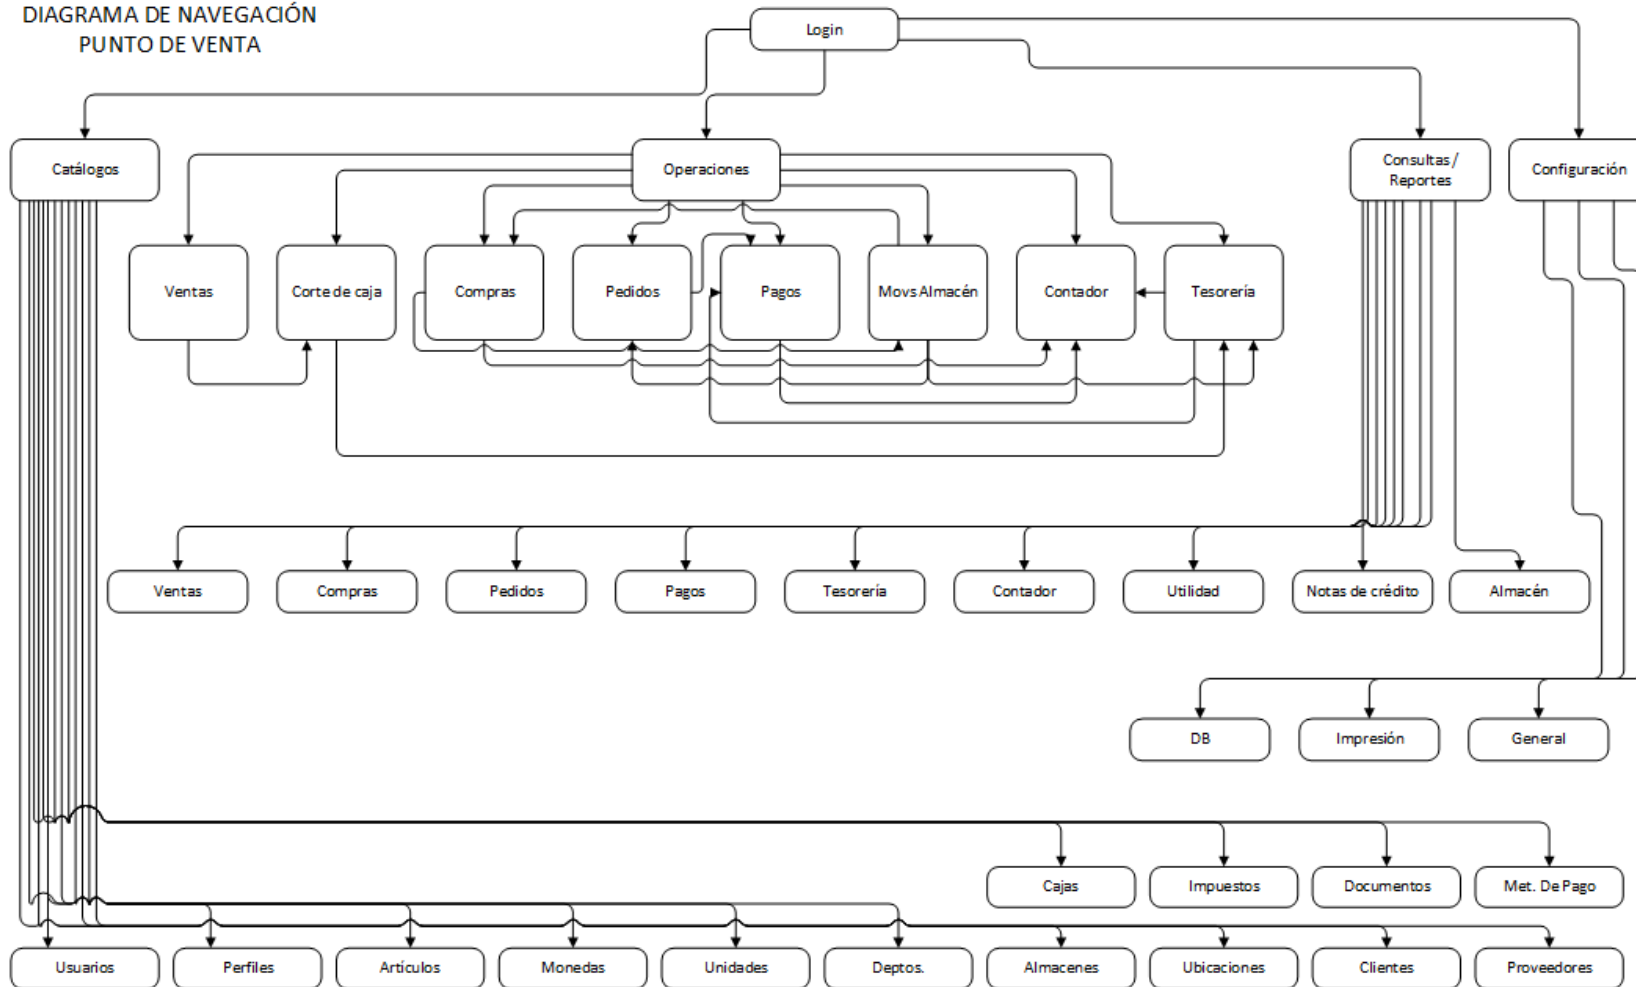 DIAGRAMA DE NAVEGACIÓN
PUNTO DE VENTA
Login
Catálogos
Operaciones
Consultas /
Reportes
Configuración
Ventas
Corte de caja
Compras
Pedidos
Pagos
Movs Almacén
Contador
Tesorería
Ventas
Compras
Pedidos
Pagos
Tesorería
Contador
Utilidad
Notas de crédito
Almacén
DB
Impresión
General
Cajas
Impuestos
Documentos
Met. De Pago
Usuarios
Perfiles
Artículos
Monedas
Unidades
Deptos.
Almacenes
Ubicaciones
Clientes
Proveedores